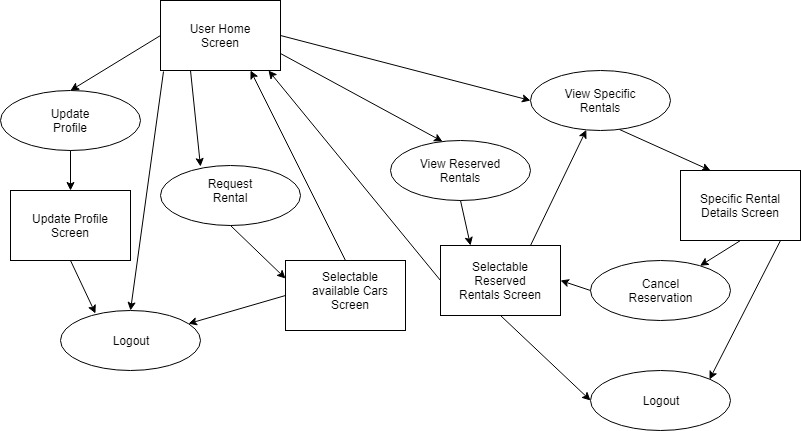 User Home
Screen
View Specific
Rentals
Update
Profile
View Reserved
Rentals
Request
Rental
Specific Rental
Details Screen
Update Profile
Screen
Selectable
available Cars
Screen
Selectable
Reserved
Rentals Screen
Cancel
Reservation
Logout
Logout